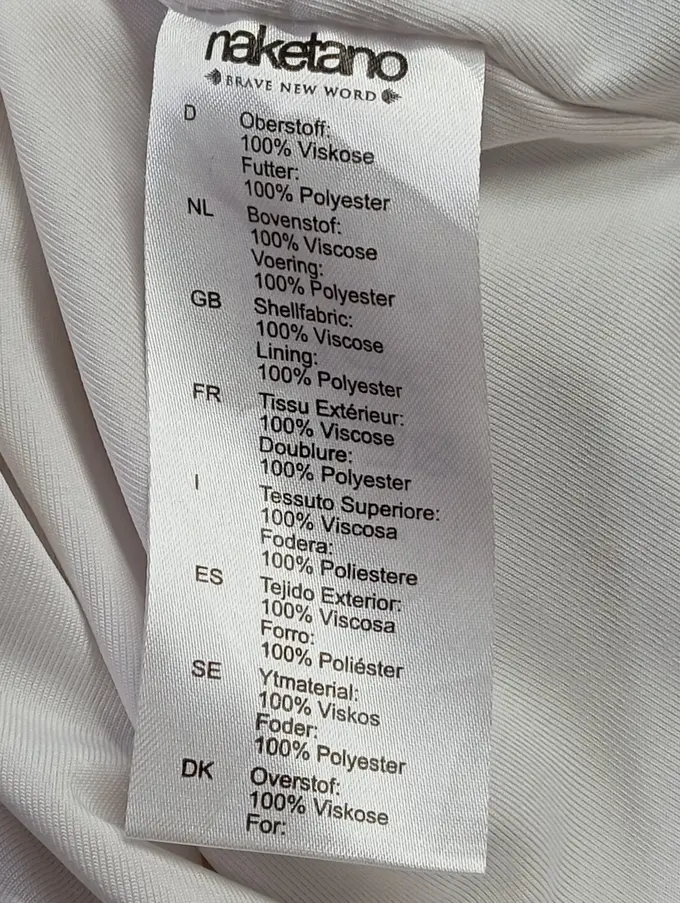 naketano
BRAVE NEW WORD
D Oberstoff:
100% Viskose
Futter:
100% Polyester
NL Bovenstof:
100% Viscose
Voering:
100% Polyester
GB Shellfabric:
100% Viscose
Lining:
100% Polyester
FR Tissu Extérieur:
100% Viscose
Doublure:
100% Polyester
I Tessuto Superiore:
100% Viscosa
Fodera:
100% Poliestere
ES Tejido Exterior:
100% Viscosa
Forro:
100% Poliéster
SE Ytmaterial:
100% Viskos
Foder:
100% Polyester
DK Overstof:
100% Viskose
For: